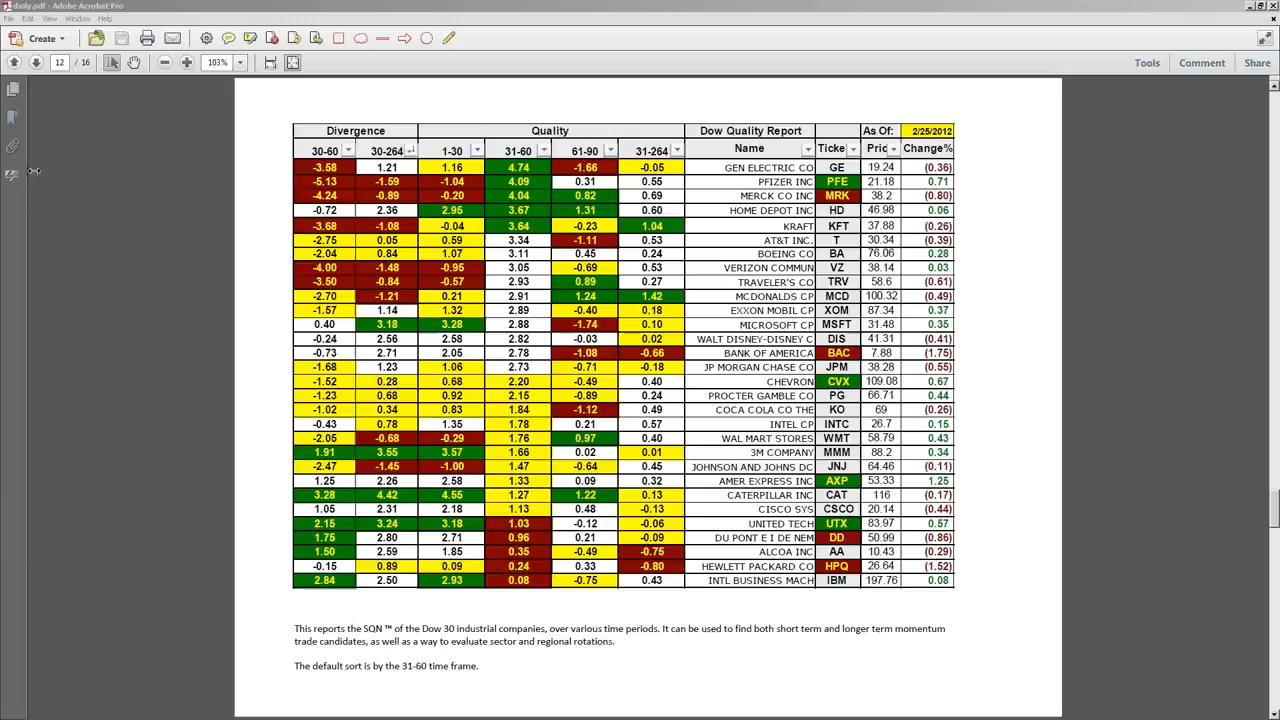 daily.pdf - Adobe Acrobat Pro
File Edit View Window Help
Create
12 / 16 103% Tools Comment Share
Divergence Quality Dow Quality Report As Of: 2/25/2012
30-60 30-264 1-30 31-60 61-90 31-264 Name Ticke Pric Change%
-3.58 1.21 1.16 4.74 -1.66 -0.05 GEN ELECTRIC CO GE 19.24 (0.36)
-5.13 -1.59 -1.04 4.09 0.31 0.55 PFIZER INC PFE 21.18 0.71
-4.24 -0.89 -0.20 4.04 0.82 0.69 MERCK CO INC MRK 38.2 (0.80)
-0.72 2.36 2.95 3.67 1.31 0.60 HOME DEPOT INC HD 46.98 0.06
-3.68 -1.08 -0.04 3.64 -0.23 1.04 KRAFT KFT 37.88 (0.26)
-2.75 0.05 0.59 3.34 -1.11 0.53 AT&T INC. T 30.34 (0.39)
-2.04 0.84 1.07 3.11 0.45 0.24 BOEING CO BA 76.06 0.28
-4.00 -1.48 -0.95 3.05 -0.69 0.53 VERIZON COMMUN VZ 38.14 0.03
-3.50 -0.84 -0.57 2.93 0.89 0.27 TRAVELER'S CO TRV 58.6 (0.61)
-2.70 -1.21 0.21 2.91 1.24 1.42 MCDONALDS CP MCD 100.32 (0.49)
-1.57 1.14 1.32 2.89 -0.40 0.18 EXXON MOBIL CP XOM 87.34 0.37
0.40 3.18 3.28 2.88 -1.74 0.10 MICROSOFT CP MSFT 31.48 0.35
-0.24 2.56 2.58 2.82 -0.03 0.02 WALT DISNEY-DISNEY C DIS 41.31 (0.41)
-0.73 2.71 2.05 2.78 -1.08 -0.66 BANK OF AMERICA BAC 7.88 (1.75)
-1.68 1.23 1.06 2.73 -0.71 -0.18 JP MORGAN CHASE CO JPM 38.28 (0.55)
-1.52 0.28 0.68 2.20 -0.49 0.40 CHEVRON CVX 109.08 0.67
-1.23 0.68 0.92 2.15 -0.89 0.24 PROCTER GAMBLE CO PG 66.71 0.44
-1.02 0.34 0.83 1.84 -1.12 0.49 COCA COLA CO THE KO 69 (0.26)
-0.43 0.78 1.35 1.78 0.21 0.57 INTEL CP INTC 26.7 0.15
-2.05 -0.68 -0.29 1.76 0.97 0.40 WAL MART STORES WMT 58.79 0.43
1.91 3.55 3.57 1.66 0.02 0.01 3M COMPANY MMM 88.2 0.34
-2.47 -1.45 -1.00 1.47 -0.64 0.45 JOHNSON AND JOHNS DC JNJ 64.46 (0.11)
1.25 2.26 2.58 1.33 0.09 0.32 AMER EXPRESS INC AXP 53.33 1.25
3.28 4.42 4.55 1.27 1.22 0.13 CATERPILLAR INC CAT 116 (0.17)
1.05 2.31 2.18 1.13 0.48 -0.13 CISCO SYS CSCO 20.14 (0.44)
2.15 3.24 3.18 1.03 -0.12 -0.06 UNITED TECH UTX 83.97 0.57
1.75 2.80 2.71 0.96 0.21 -0.09 DU PONT E I DE NEM DD 50.99 (0.86)
1.50 2.59 1.85 0.35 -0.49 -0.75 ALCOA INC AA 10.43 (0.29)
-0.15 0.89 0.09 0.24 0.33 -0.80 HEWLETT PACKARD CO HPQ 26.64 (1.52)
2.84 2.50 2.93 0.08 -0.75 0.43 INTL BUSINESS MACH IBM 197.76 0.08
This reports the SQN ™ of the Dow 30 industrial companies, over various time periods. It can be used to find both short term and longer term momentum
trade candidates, as well as a way to evaluate sector and regional rotations.
The default sort is by the 31-60 time frame.